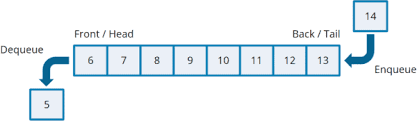 14
Front / Head
Back / Tail
Dequeue
6 7 8 9 10 11 12 13
Enqueue
5